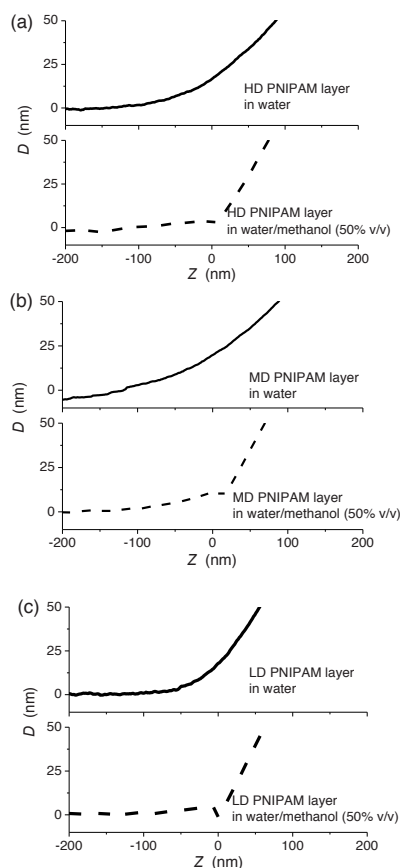 (a)
50
25
0
HD PNIPAM layer
in water
D (nm)
50
25
0
HD PNIPAM layer
in water/methanol (50% v/v)
-200 -100 0 100 200
Z (nm)
(b)
50
25
0
MD PNIPAM layer
in water
D (nm)
50
25
0
MD PNIPAM layer
in water/methanol (50% v/v)
-200 -100 0 100 200
Z (nm)
(c)
50
25
0
LD PNIPAM layer
in water
D (nm)
50
25
0
LD PNIPAM layer
in water/methanol (50% v/v)
-200 -100 0 100 200
Z (nm)